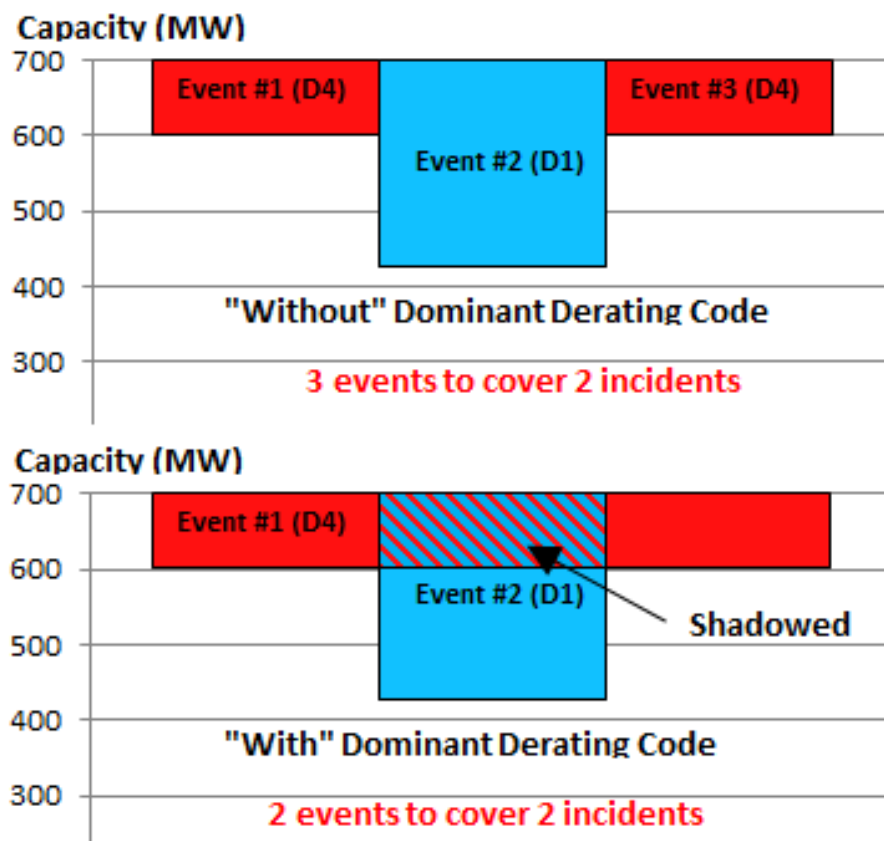 Capacity (MW)
700
Event #1 (D4)
Event #3 (D4)
600
Event #2 (D1)
500
400
"Without" Dominant Derating Code
300
3 events to cover 2 incidents
Capacity (MW)
700
Event #1 (D4)
600
Event #2 (D1)
Shadowed
500
400
"With" Dominant Derating Code
300
2 events to cover 2 incidents